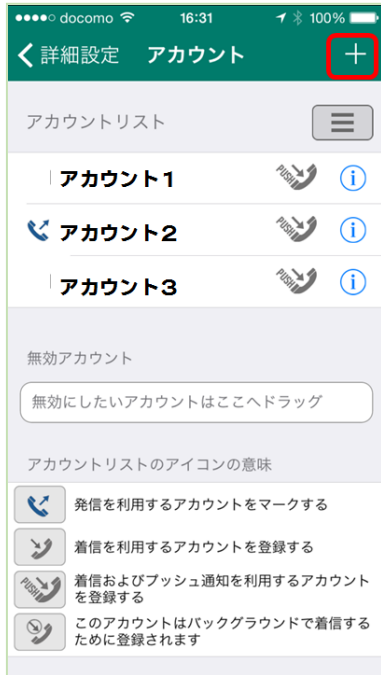 docomo 16:31 100%
詳細設定 アカウント +
アカウントリスト
アカウント1 PUSH
アカウント2 PUSH
アカウント3 PUSH
無効アカウント
無効にしたいアカウントはここへドラッグ
アカウントリストのアイコンの意味
発信を利用するアカウントをマークする
着信を利用するアカウントを登録する
PUSH 着信およびプッシュ通知を利用するアカウント
を登録する
このアカウントはバックグラウンドで着信する
ために登録されます